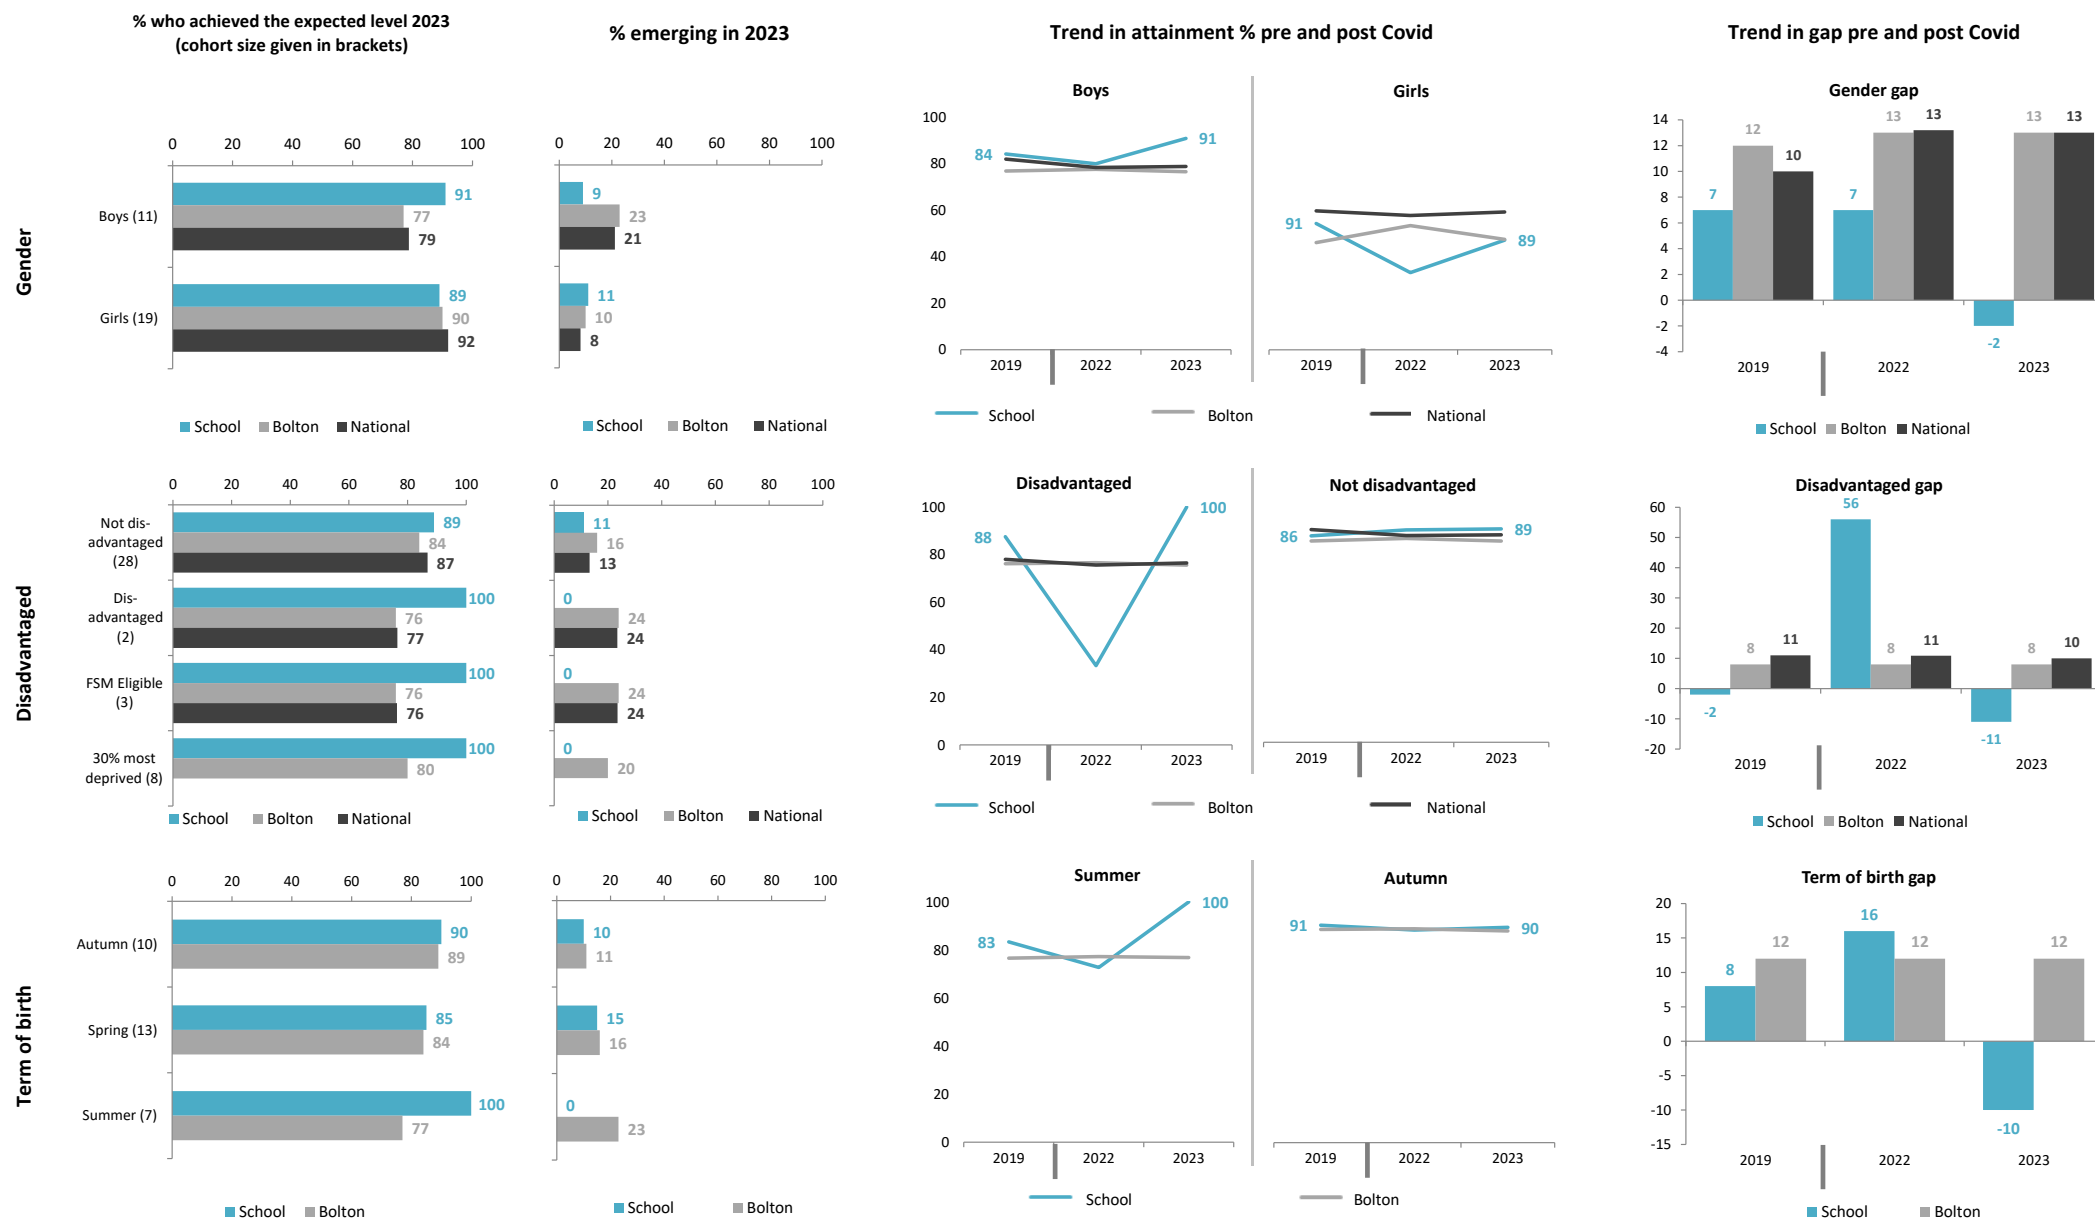 % who achieved the expected level 2023
(cohort size given in brackets)
% emerging in 2023
Trend in attainment % pre and post Covid
Trend in gap pre and post Covid
Gender
0 20 40 60 80 100
Boys (11)
91
77
79
Girls (19)
89
90
92
School Bolton National
0 20 40 60 80 100
9
23
21
11
10
8
School Bolton National
Boys
100
80
60
40
20
0
84
91
2019 2022 2023
Girls
91
89
2019 2022 2023
School Bolton National
Gender gap
14
12
10
8
6
4
2
0
-2
-4
7
12
10
7
13
13
-2
13
13
2019 2022 2023
School Bolton National
Disadvantaged
0 20 40 60 80 100
Not dis-
advantaged
(28)
89
84
87
Dis-
advantaged
(2)
100
76
77
FSM Eligible
(3)
100
76
76
30% most
deprived (8)
100
80
School Bolton National
0 20 40 60 80 100
11
16
13
0
24
24
0
24
24
0
20
School Bolton National
Disadvantaged
100
80
60
40
20
0
88
100
2019 2022 2023
Not disadvantaged
86
89
2019 2022 2023
School Bolton National
Disadvantaged gap
60
50
40
30
20
10
0
-10
-20
-2
8
11
56
8
11
-11
8
10
2019 2022 2023
School Bolton National
Term of birth
0 20 40 60 80 100
Autumn (10)
90
89
Spring (13)
85
84
Summer (7)
100
77
School Bolton
0 20 40 60 80 100
10
11
15
16
0
23
School Bolton
Summer
100
80
60
40
20
0
83
100
2019 2022 2023
Autumn
91
90
2019 2022 2023
School Bolton
Term of birth gap
20
15
10
5
0
-5
-10
-15
8
12
16
12
-10
12
2019 2022 2023
School Bolton